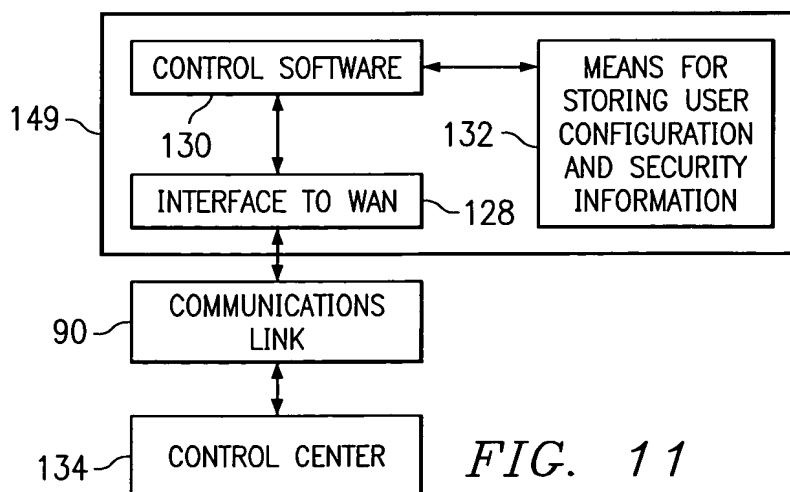 CONTROL SOFTWARE
130
149
INTERFACE TO WAN
128
MEANS FOR
STORING USER
CONFIGURATION
AND SECURITY
INFORMATION
132
COMMUNICATIONS
LINK
90
CONTROL CENTER
134
FIG. 11